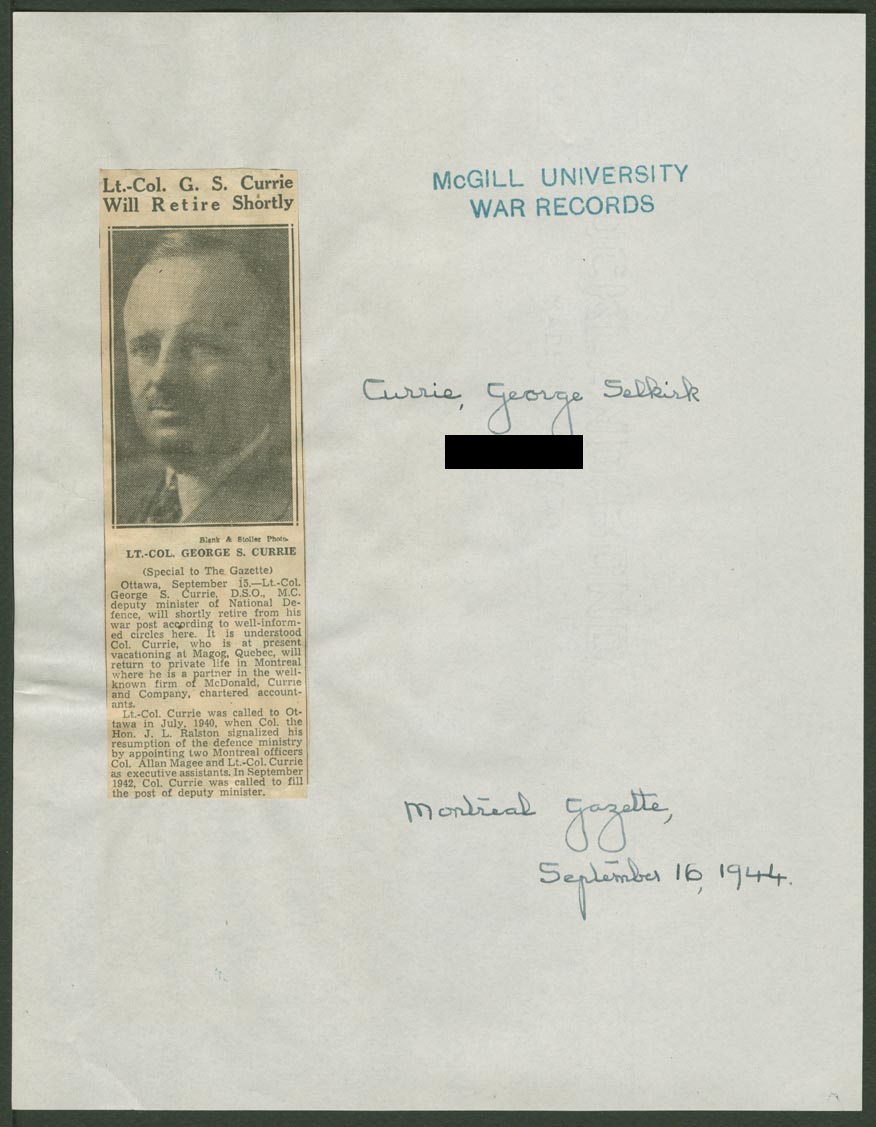 Lt.-Col. G. S. Currie
Will Retire Shortly
Blank & Stoller Photo.
LT.-COL. GEORGE S. CURRIE
(Special to The Gazette)
Ottawa, September 15.—Lt.-Col.
George S. Currie, D.S.O., M.C.
deputy minister of National De-
fence, will shortly retire from his
war post according to well-inform-
ed circles here. It is understood
Col. Currie, who is at present
vacationing at Magog, Quebec, will
return to private life in Montreal
where he is a partner in the well-
known firm of McDonald, Currie
and Company, chartered account-
ants.
Lt.-Col. Currie was called to Ot-
tawa in July, 1940, when Col. the
Hon. J. L. Ralston signalized his
resumption of the defence ministry
by appointing two Montreal officers
Col. Allan Magee and Lt.-Col. Currie
as executive assistants. In September
1942, Col. Currie was called to fill
the post of deputy minister.
McGILL UNIVERSITY
WAR RECORDS
Currie, George Selkirk
Montreal Gazette,
September 16, 1944.